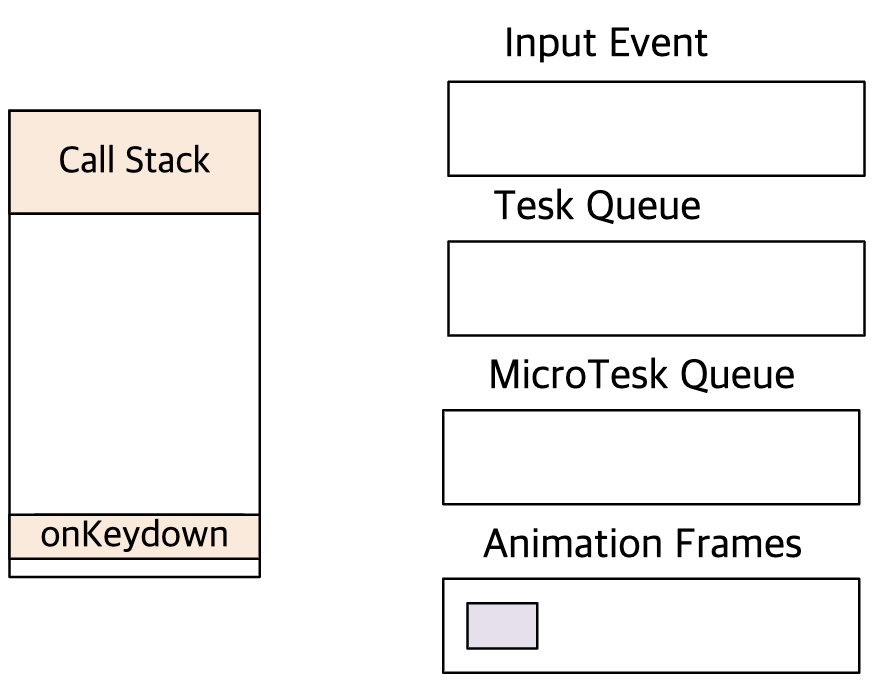 Input Event
Call Stack
Tesk Queue
MicroTesk Queue
onKeydown
Animation Frames